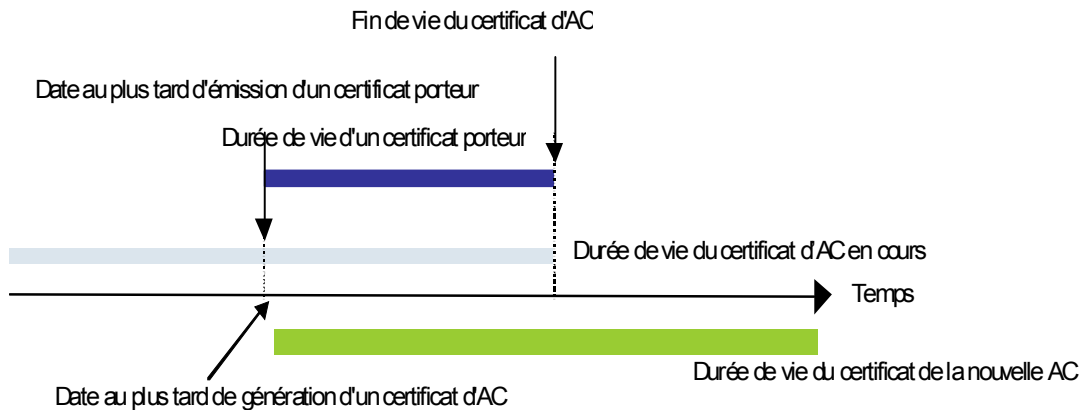 Fin de vie du certificat d'AC
Date au plus tard d'émission d'un certificat porteur
Durée de vie d'un certificat porteur
Durée de vie du certificat d'AC en cours
Temps
Durée de vie du certificat de la nouvelle AC
Date au plus tard de génération d'un certificat d'AC